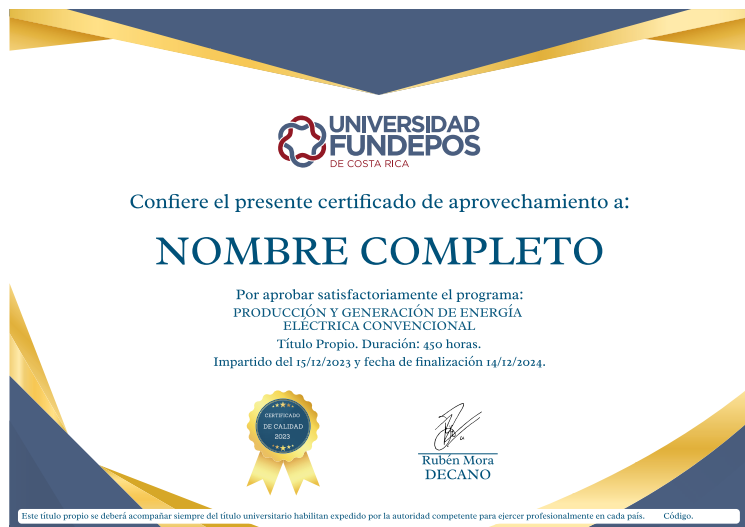 UNIVERSIDAD
FUNDEPOS
DE COSTA RICA
Confiere el presente certificado de aprovechamiento a:
NOMBRE COMPLETO
Por aprobar satisfactoriamente el programa:
PRODUCCIÓN Y GENERACIÓN DE ENERGÍA
ELÉCTRICA CONVENCIONAL
Título Propio. Duración: 450 horas.
Impartido del 15/12/2023 y fecha de finalización 14/12/2024.
CERTIFICADO
DE CALIDAD
2023
Rubén Mora
DECANO
Este título propio se deberá acompañar siempre del título universitario habilitan expedido por la autoridad competente para ejercer profesionalmente en cada país. Código.